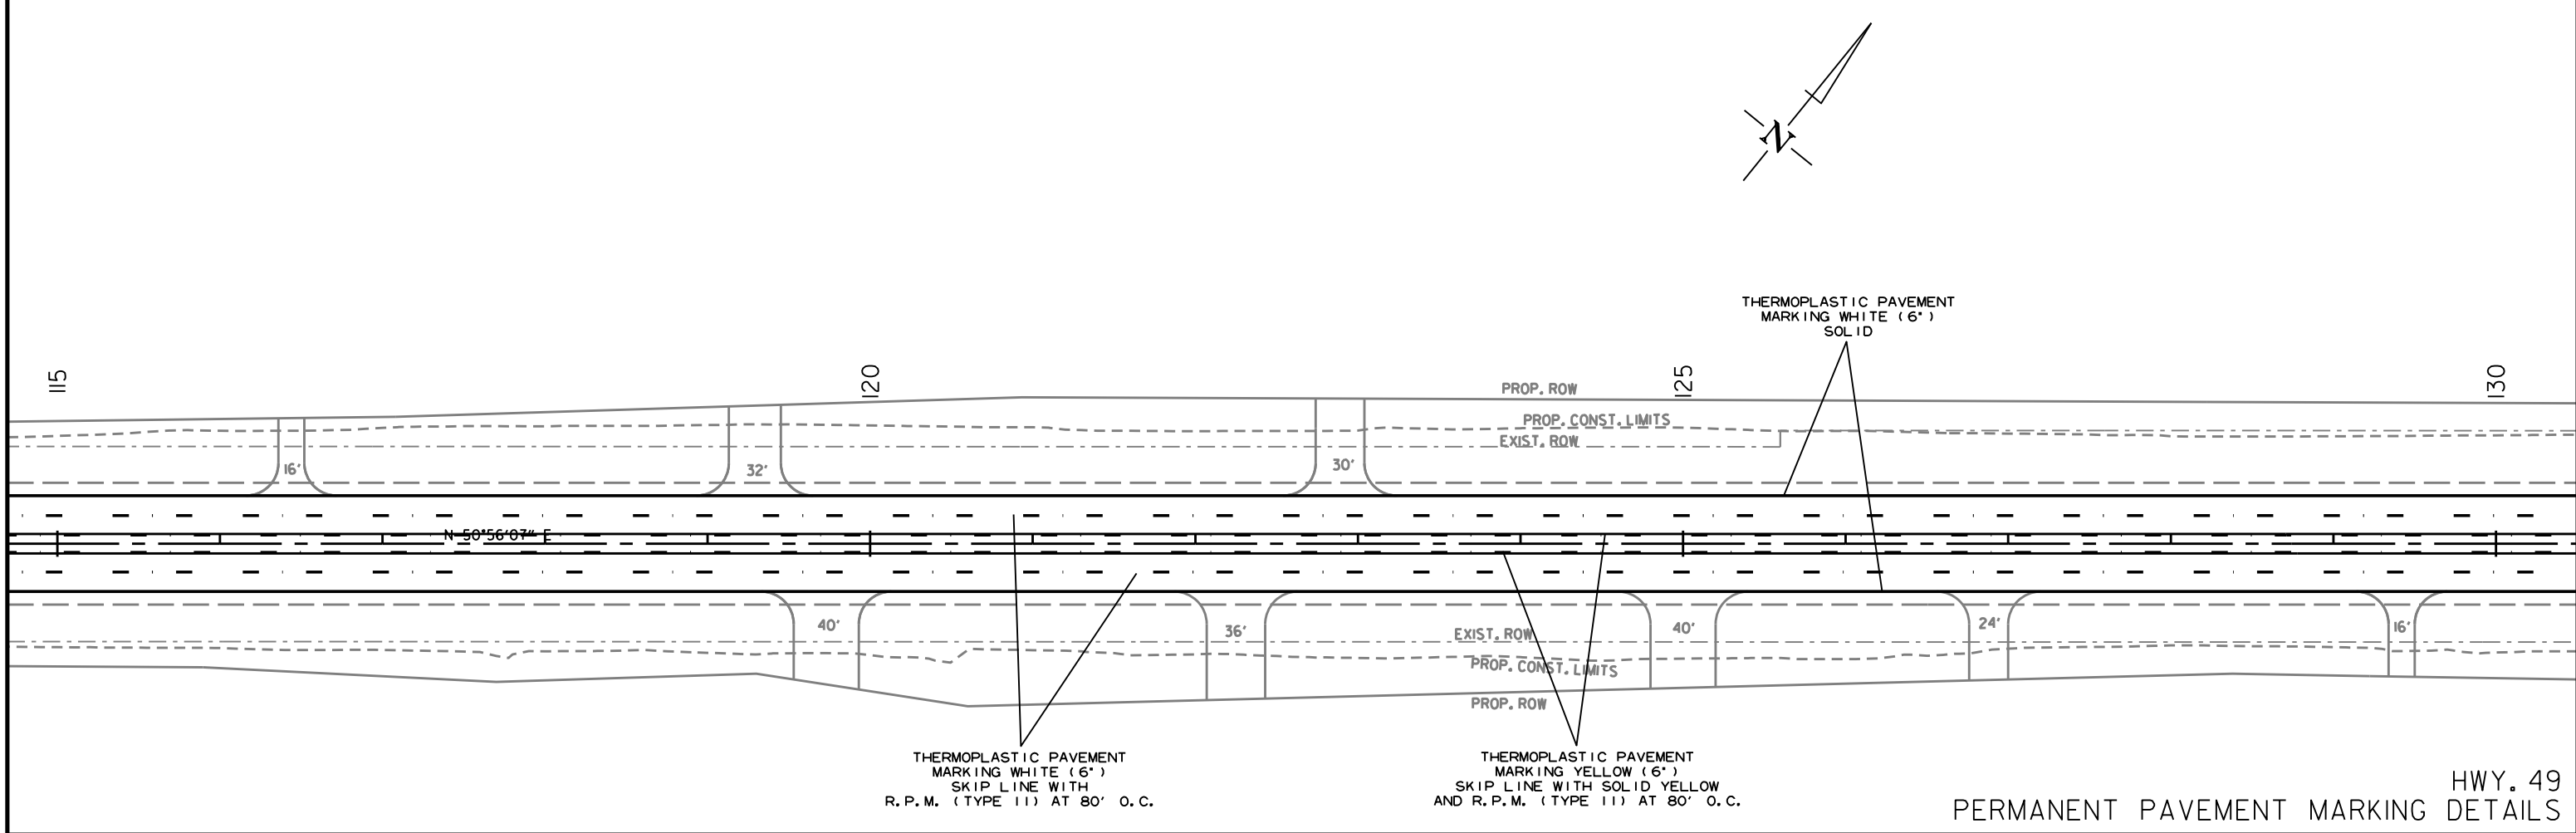 N
THERMOPLASTIC PAVEMENT
MARKING WHITE (6")
SOLID
115
120
125
130
PROP. ROW
PROP. CONST. LIMITS
EXIST. ROW
16'
32'
30'
N 50°56'07" E
40'
36'
40'
24'
16'
EXIST. ROW
PROP. CONST. LIMITS
PROP. ROW
THERMOPLASTIC PAVEMENT
MARKING WHITE (6")
SKIP LINE WITH
R.P.M. (TYPE II) AT 80' O.C.
THERMOPLASTIC PAVEMENT
MARKING YELLOW (6")
SKIP LINE WITH SOLID YELLOW
AND R.P.M. (TYPE II) AT 80' O.C.
HWY. 49
PERMANENT PAVEMENT MARKING DETAILS